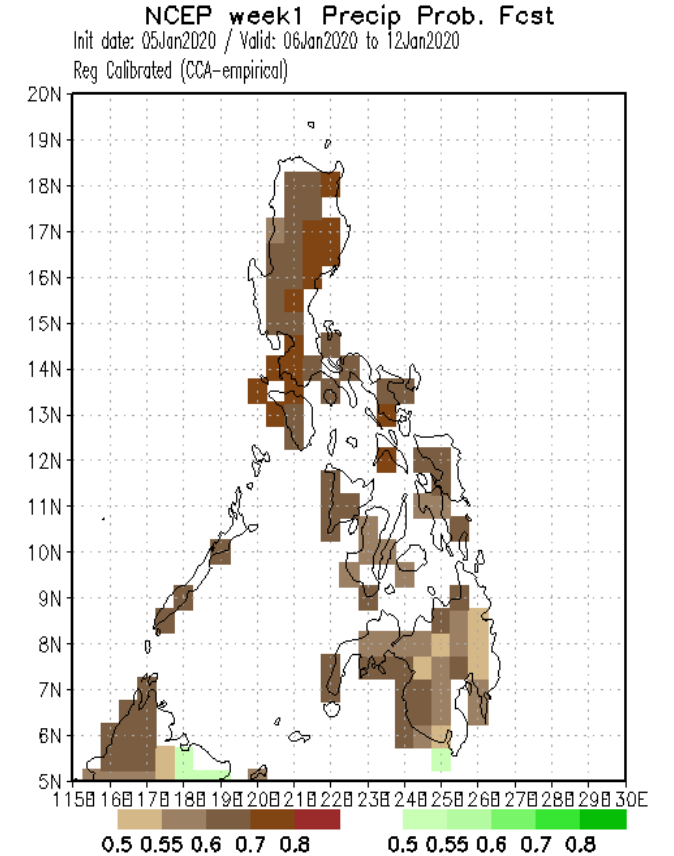 NCEP week1 Precip Prob. Fcst
Init date: 05Jan2020 / Valid: 06Jan2020 to 12Jan2020
Reg Calibrated (CCA-empirical)
20N
19N
18N
17N
16N
15N
14N
13N
12N
11N
10N
9N
8N
7N
6N
5N
115E 116E 117E 118E 119E 120E 121E 122E 123E 124E 125E 126E 127E 128E 129E 130E
0.5 0.55 0.6 0.7 0.8 0.5 0.55 0.6 0.7 0.8